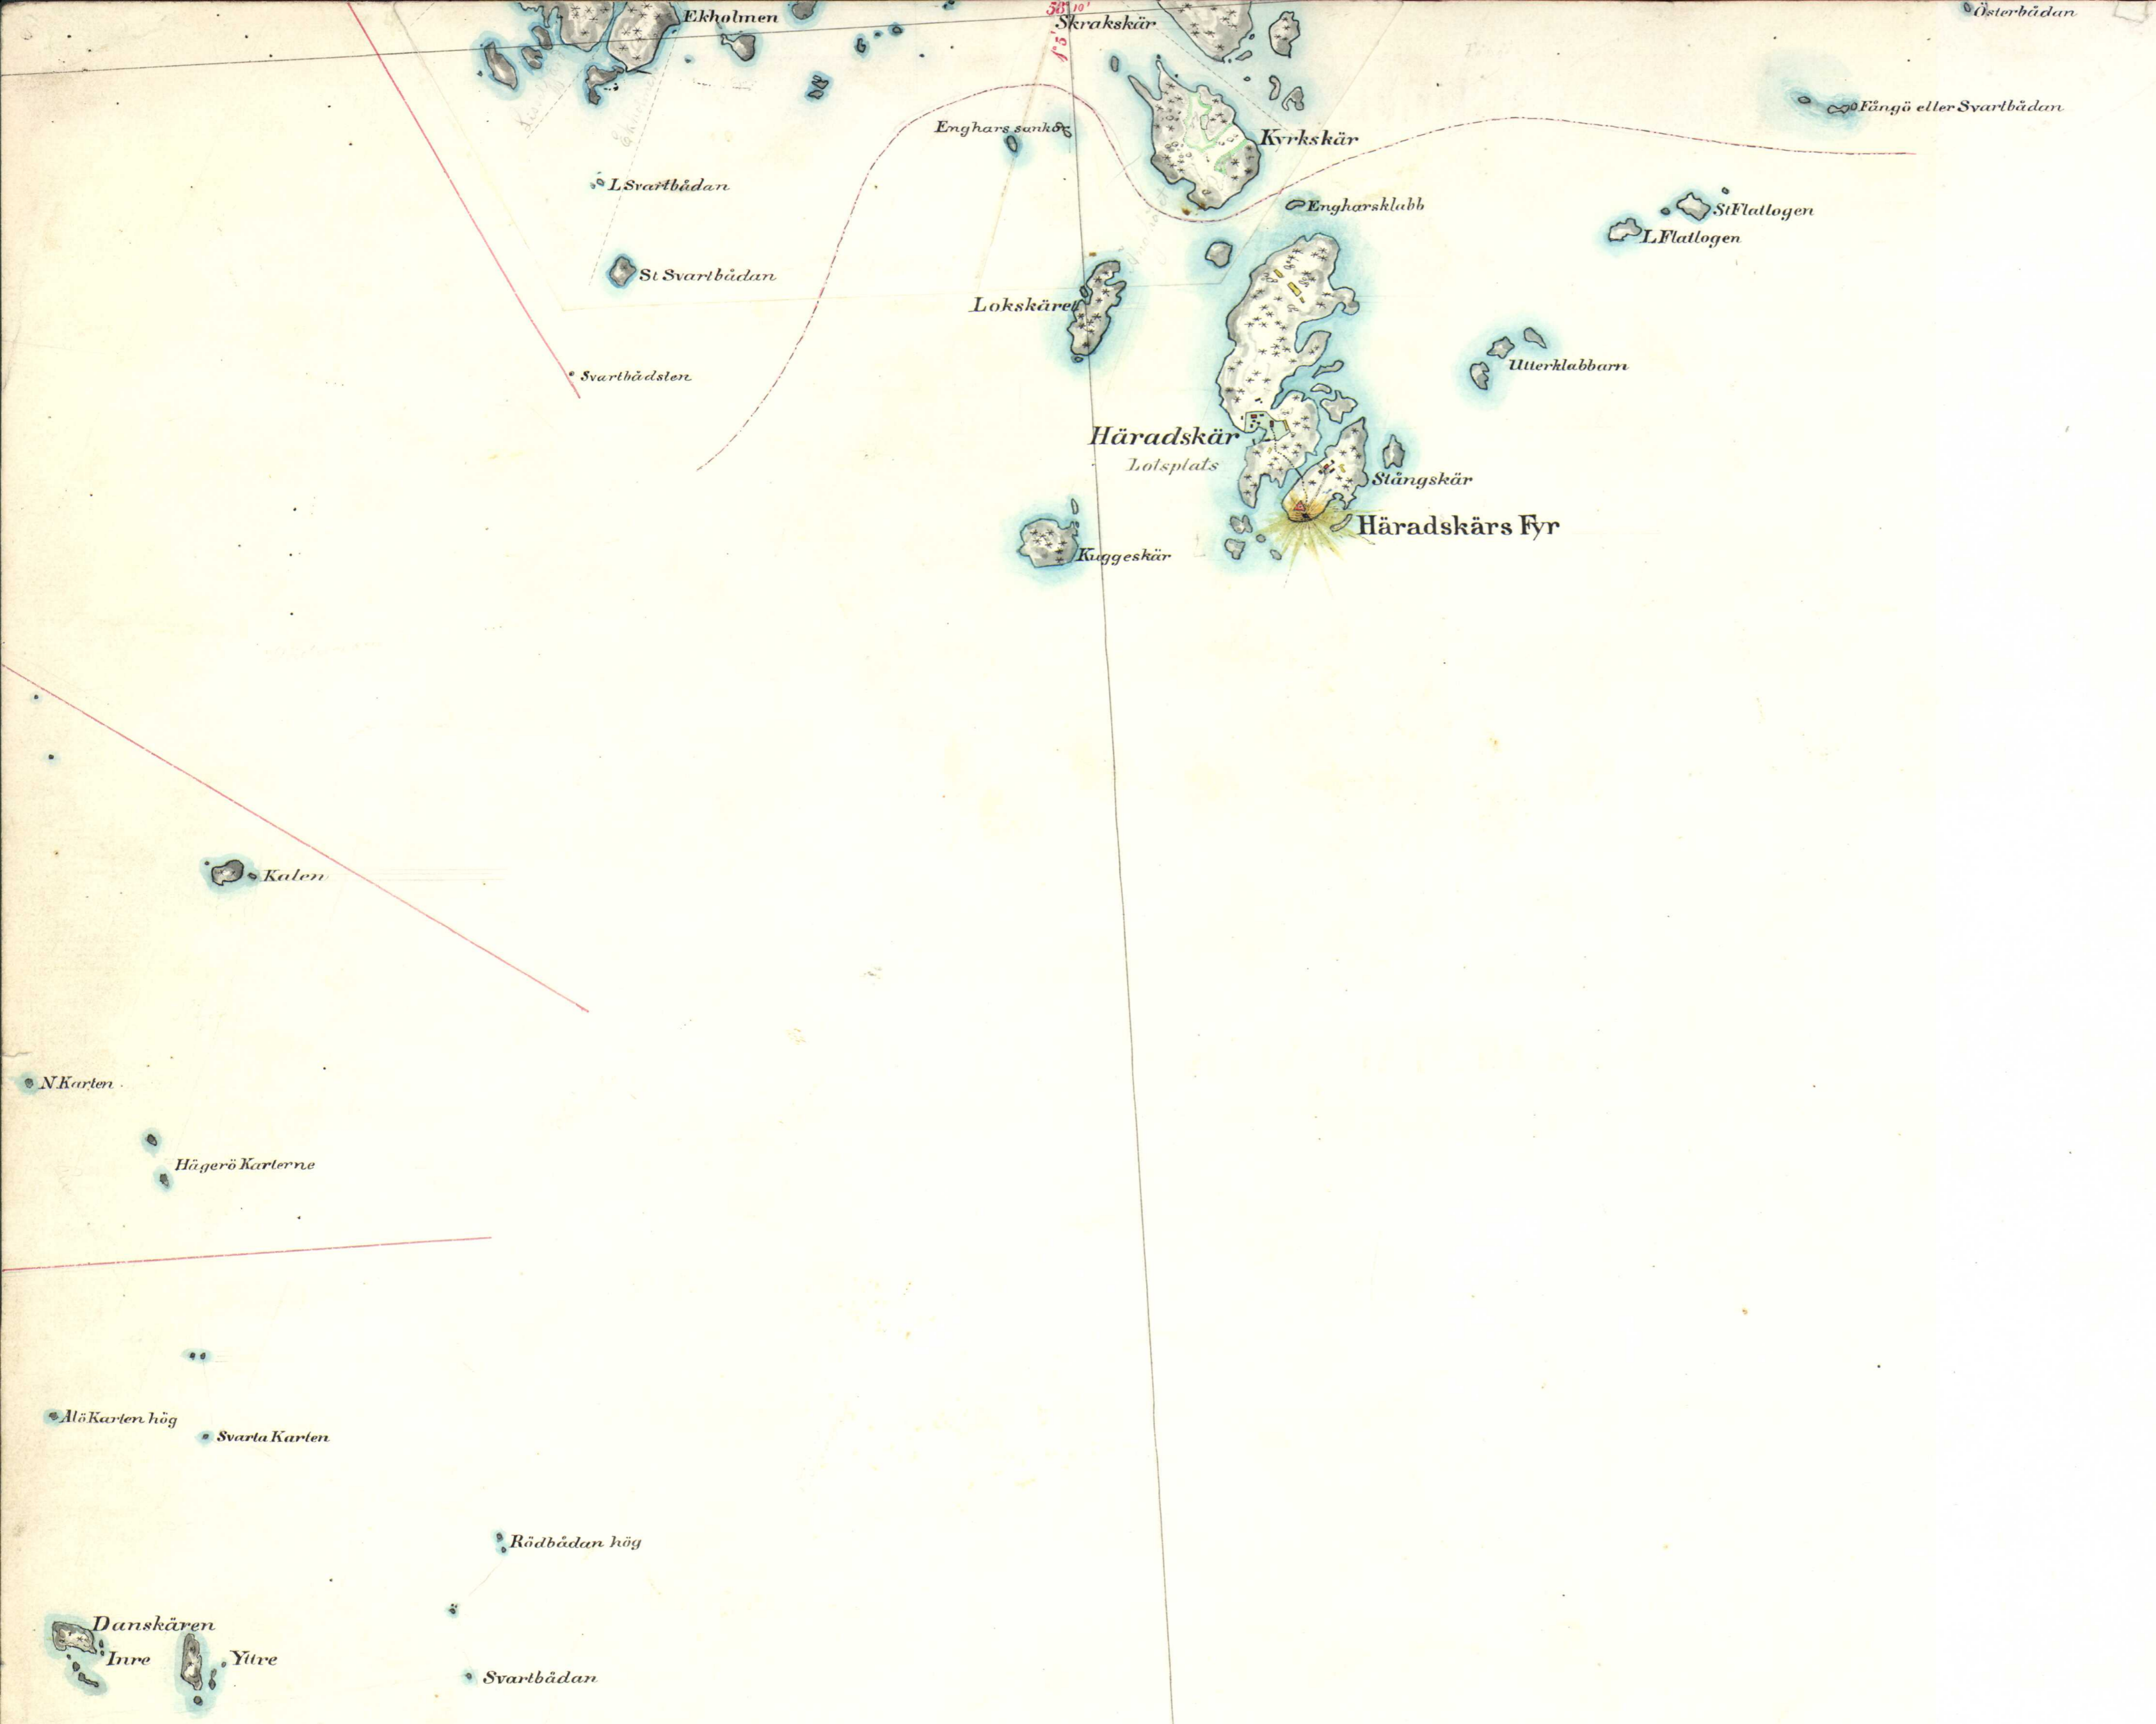 Ekholmen
58° 10'
Skrakskär
Österbådan
Fångö eller Svartbådan
Enghars sank
Kyrkskär
L Svartbådan
Engharsklabb
St Flatlogen
L Flatlogen
St Svartbådan
Lokskäret
Utterklabbarn
Svartbådsten
Häradskär
Lotsplats
Stångskär
Häradskärs Fyr
Kuggeskär
Kalen
N. Karten
Hägerö Karterne
Alö Karten hög
Svarta Karten
Rödbådan hög
Danskären
Inre
Yttre
Svartbådan